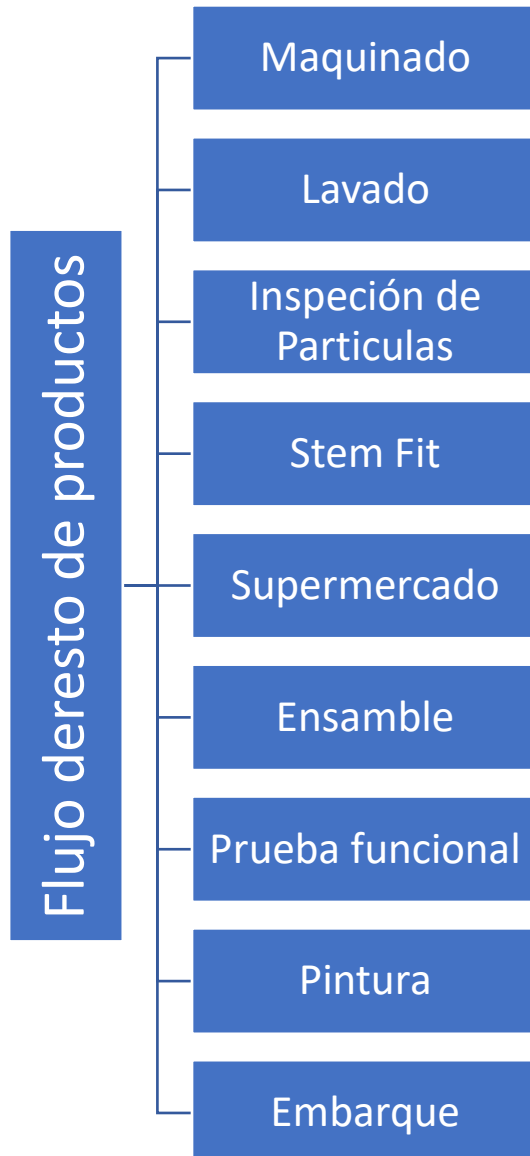 Flujo deresto de productos
Maquinado
Lavado
Inspeción de
Particulas
Stem Fit
Supermercado
Ensamble
Prueba funcional
Pintura
Embarque